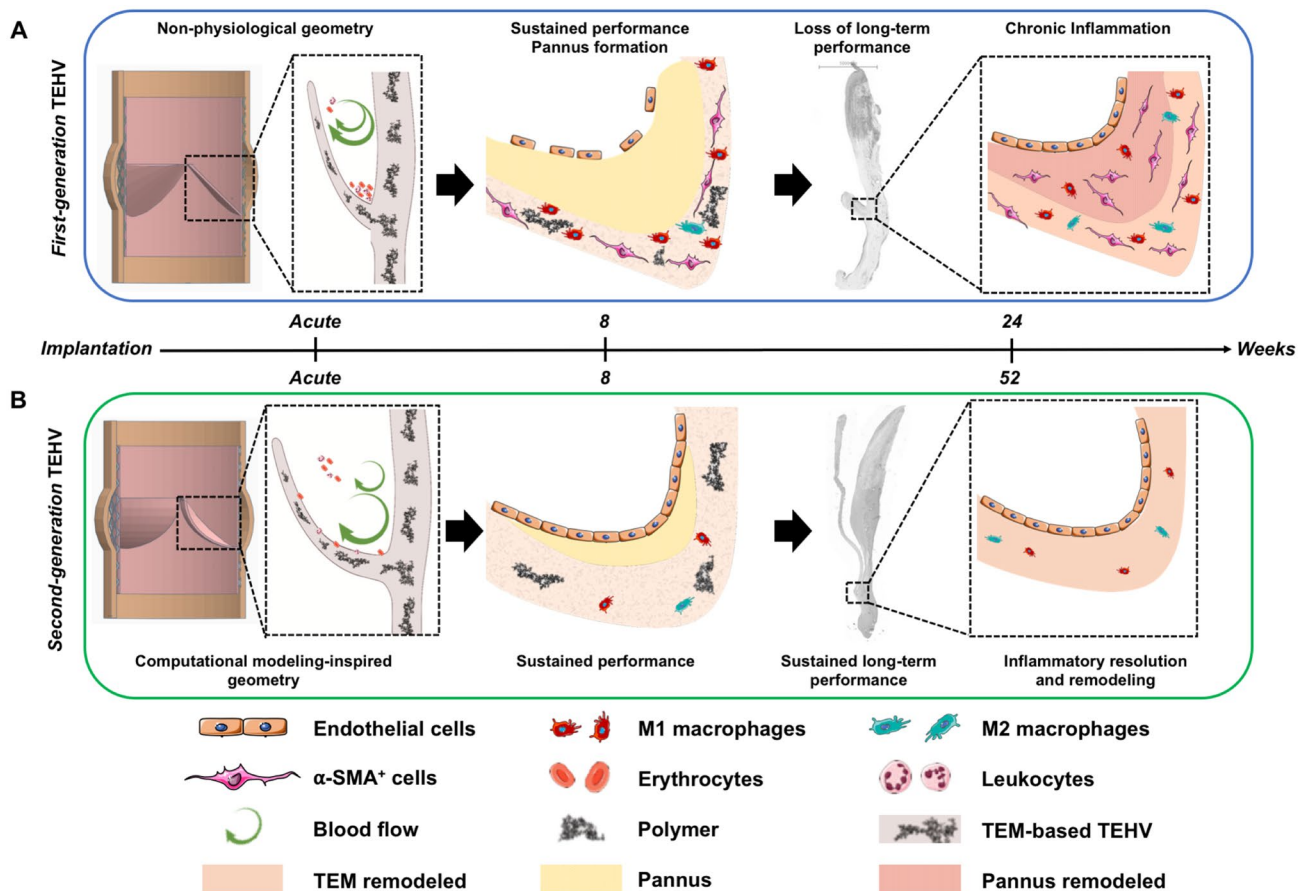 A
Non-physiological geometry
Sustained performance
Pannus formation
Loss of long-term
performance
Chronic Inflammation
First-generation TEHV
Acute
8
24
Implantation
Weeks
Acute
8
52
B
Second-generation TEHV
Computational modeling-inspired
geometry
Sustained performance
Sustained long-term
performance
Inflammatory resolution
and remodeling
Endothelial cells
M1 macrophages
M2 macrophages
α-SMA⁺ cells
Erythrocytes
Leukocytes
Blood flow
Polymer
TEM-based TEHV
TEM remodeled
Pannus
Pannus remodeled